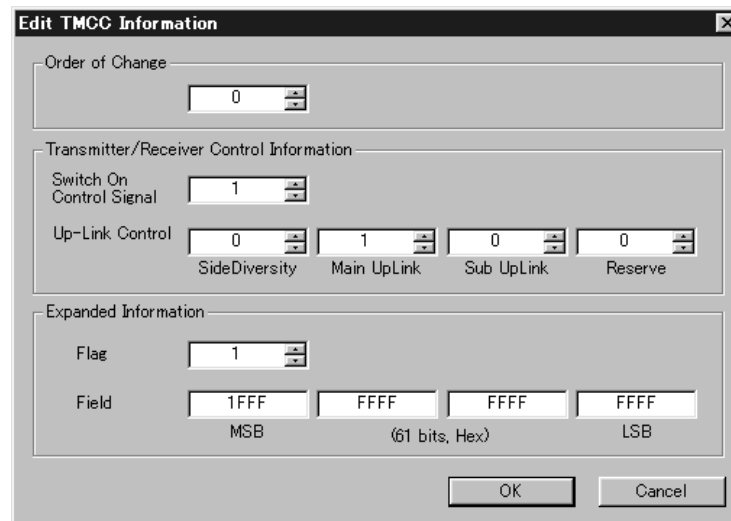 Edit TMCC Information
Order of Change
0
Transmitter/Receiver Control Information
Switch On
Control Signal
1
Up-Link Control
0 1 0 0
SideDiversity Main UpLink Sub UpLink Reserve
Expanded Information
Flag
1
Field
1FFF FFFF FFFF FFFF
MSB (61 bits, Hex) LSB
OK Cancel